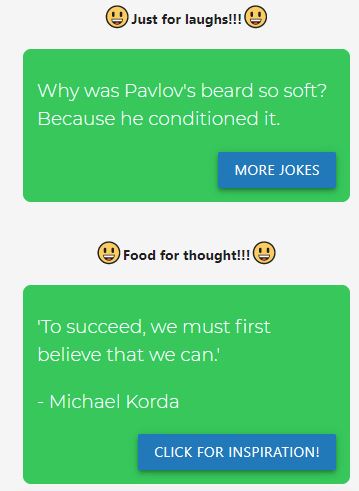 Just for laughs!!!
Why was Pavlov's beard so soft?
Because he conditioned it.
MORE JOKES
Food for thought!!!
'To succeed, we must first
believe that we can.'
- Michael Korda
CLICK FOR INSPIRATION!